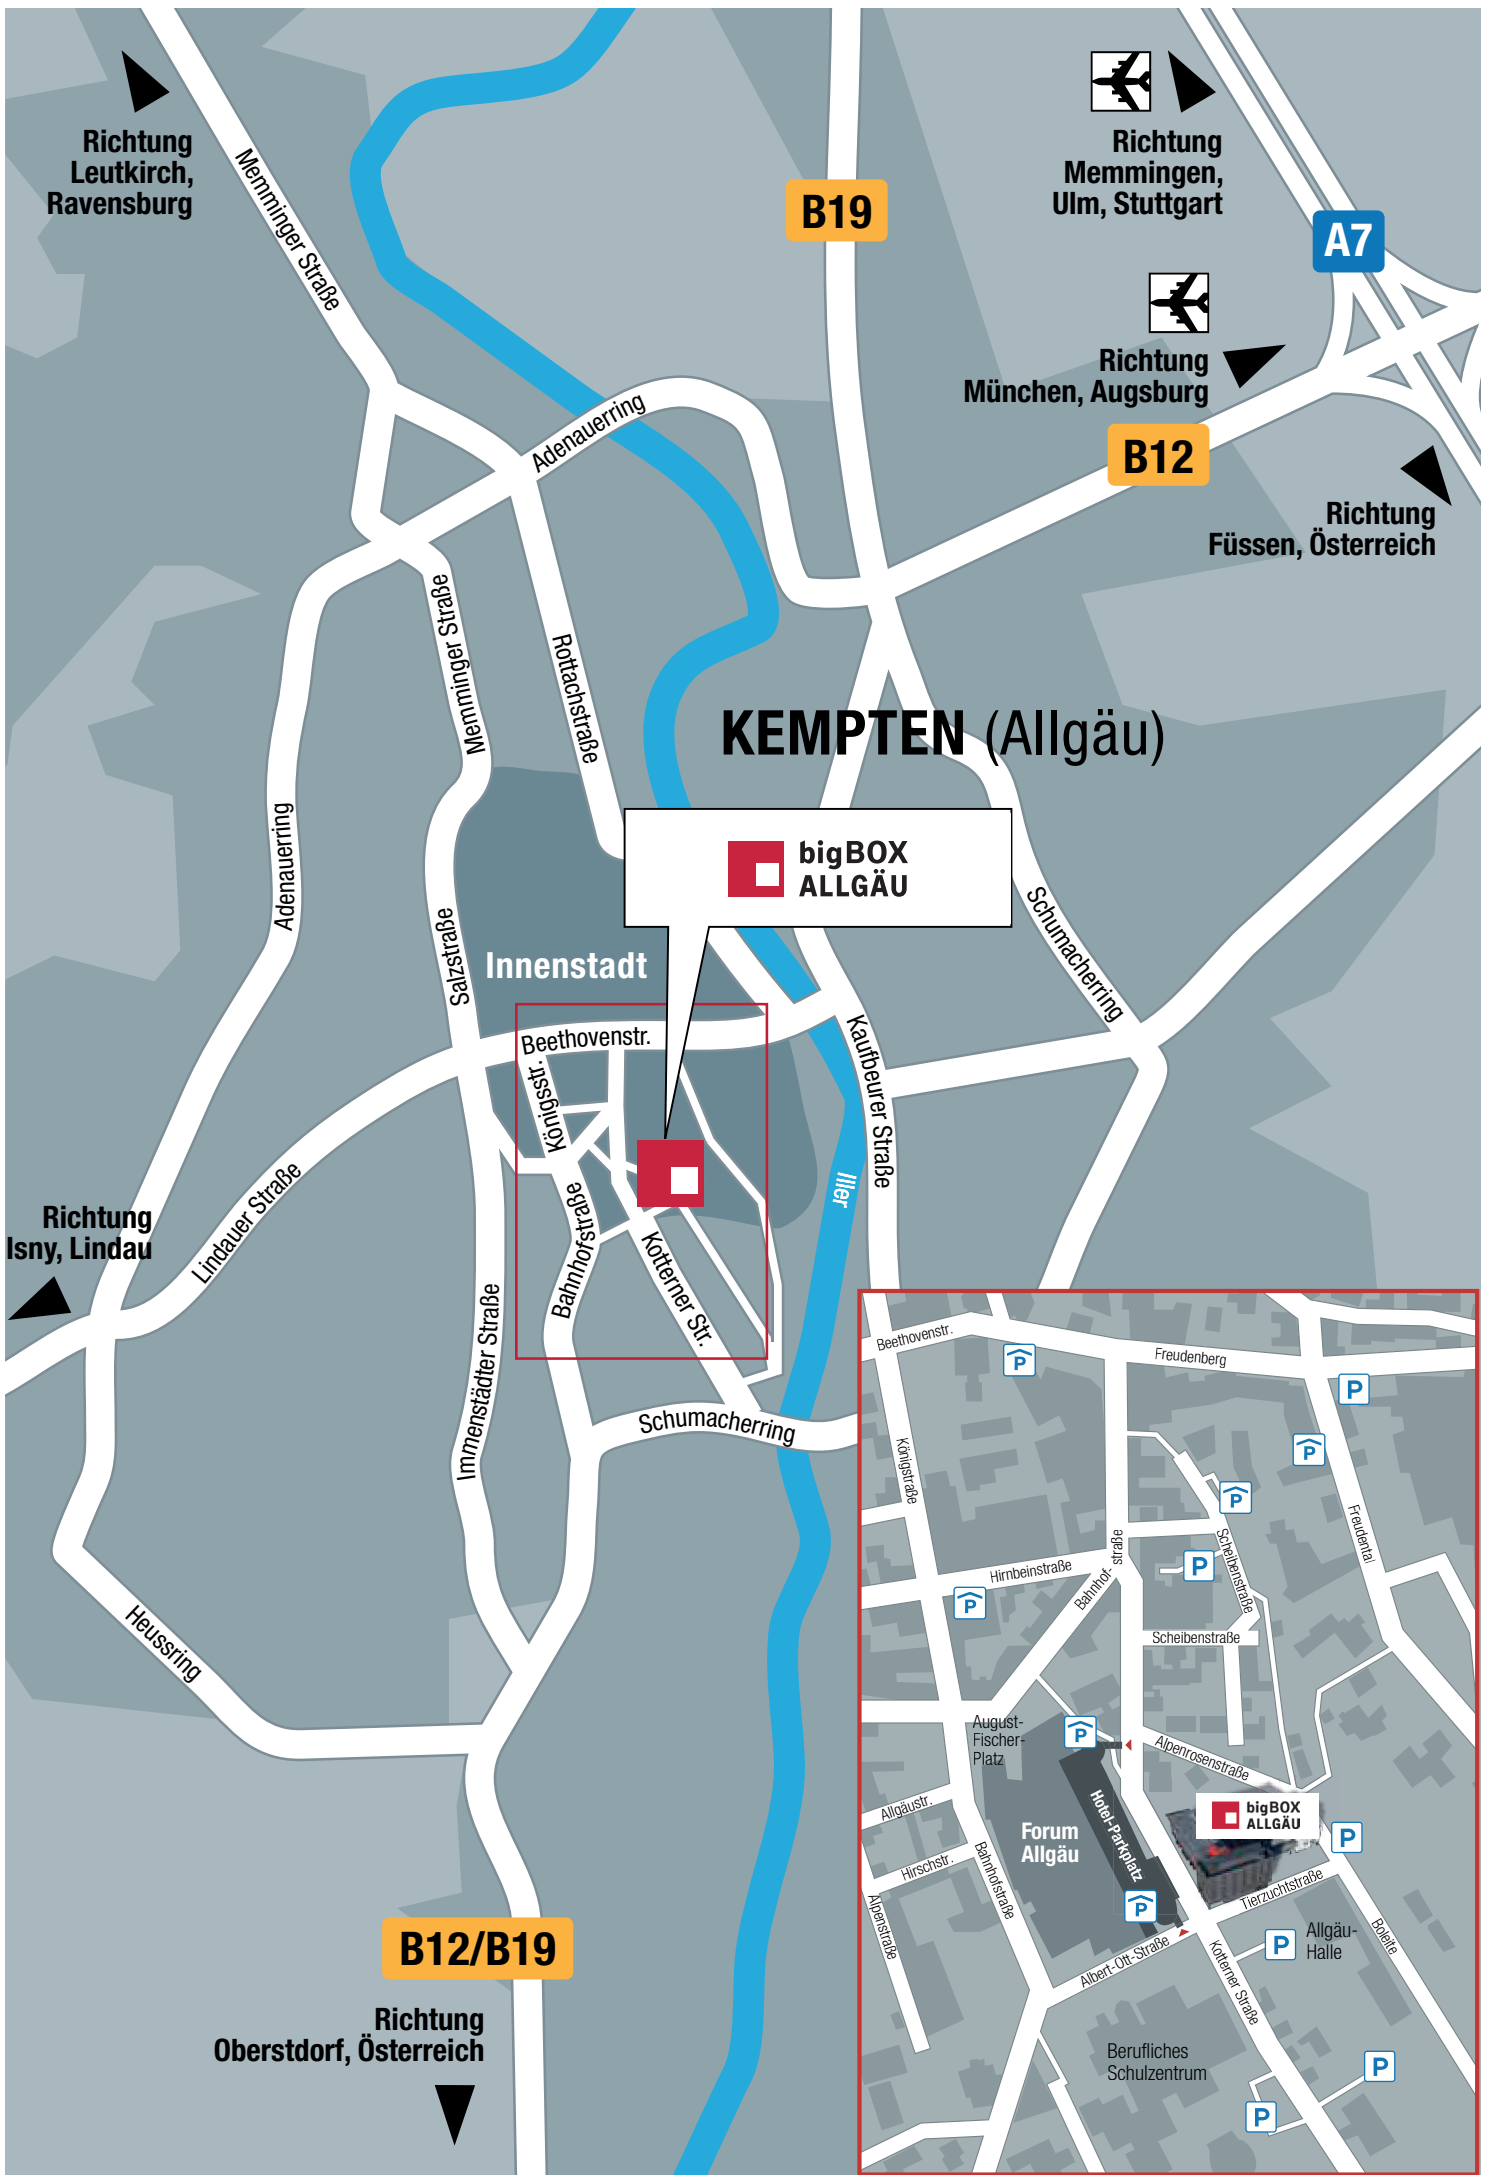 Richtung
Leutkirch,
Ravensburg
Memminger Straße
B19
Richtung
Memmingen,
Ulm, Stuttgart
A7
Richtung
München, Augsburg
B12
Richtung
Füssen, Österreich
Adenauerring
Memminger Straße
Rottachstraße
KEMPTEN (Allgäu)
bigBOX
ALLGÄU
Adenauerring
Salzstraße
Innenstadt
Schumacherring
Beethovenstr.
Königsstr.
Kaufbeurer Straße
Iller
Lindauer Straße
Richtung
Isny, Lindau
Bahnhofstraße
Kotterner Str.
Immenstädter Straße
Schumacherring
Heussring
B12/B19
Richtung
Oberstdorf, Österreich
Beethovenstr.
P
Freudenberg
P
Königstraße
P
P
Freudental
Hirnbeinstraße
Bahnhof-
straße
P
Scheibenstraße
P
Scheibenstraße
August-
Fischer-
Platz
P
Alpenrosenstraße
Allgäustr.
Hotel-Parkplatz
bigBOX
ALLGÄU
Forum
Allgäu
P
Hirschstr.
Bahnhofstraße
Tierzuchtstraße
Alpenstraße
P
Albert-Ott-Straße
Kotterner Straße
P
Allgäu-
Halle
Boleite
Berufliches
Schulzentrum
P
P